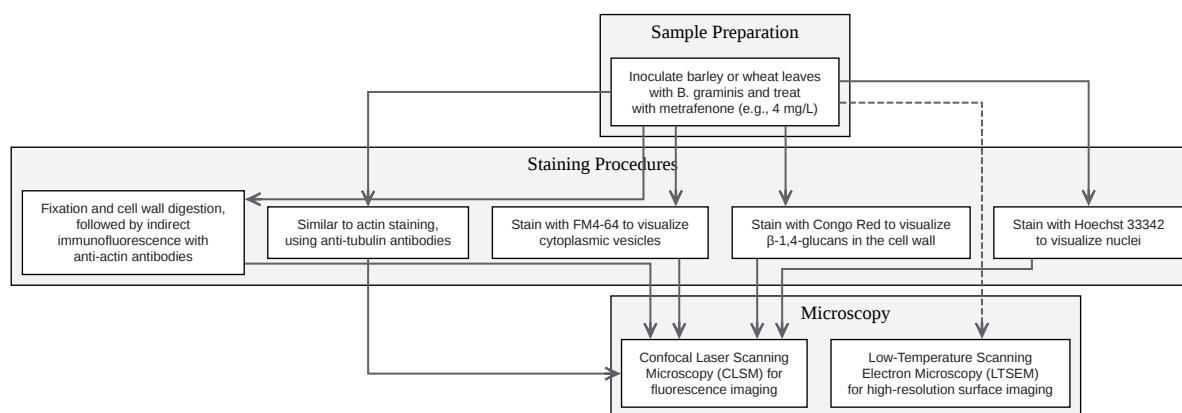 Sample Preparation
Inoculate barley or wheat leaves
with B. graminis and treat
with metrafenone (e.g., 4 mg/L)
Staining Procedures
Fixation and cell wall digestion,
followed by indirect
immunofluorescence with
anti-actin antibodies
Similar to actin staining,
using anti-tubulin antibodies
Stain with FM4-64 to visualize
cytoplasmic vesicles
Stain with Congo Red to visualize
β-1,4-glucans in the cell wall
Stain with Hoechst 33342
to visualize nuclei
Microscopy
Confocal Laser Scanning
Microscopy (CLSM) for
fluorescence imaging
Low-Temperature Scanning
Electron Microscopy (LTSEM)
for high-resolution surface imaging